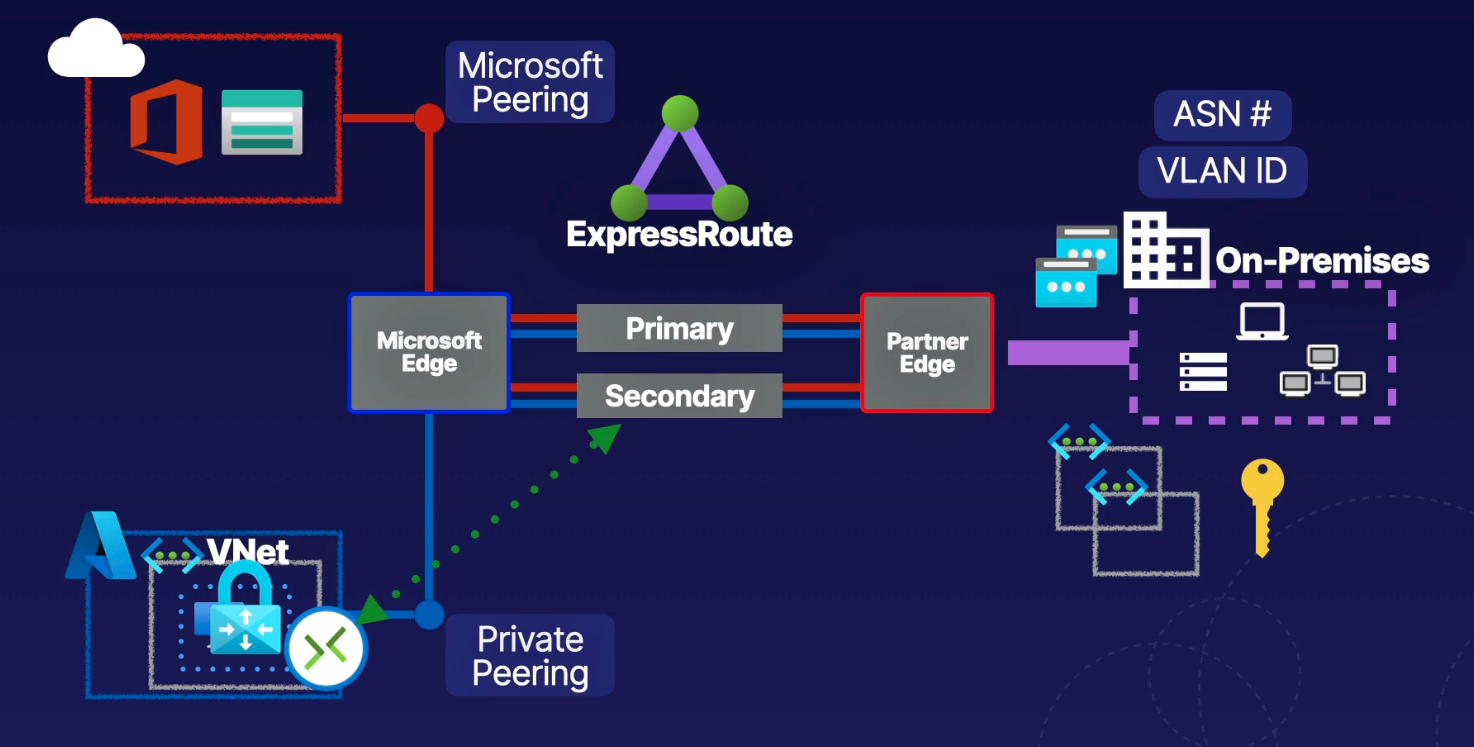 Microsoft
Peering
ExpressRoute
ASN #
VLAN ID
On-Premises
Microsoft
Edge
Primary
Secondary
Partner
Edge
VNet
Private
Peering